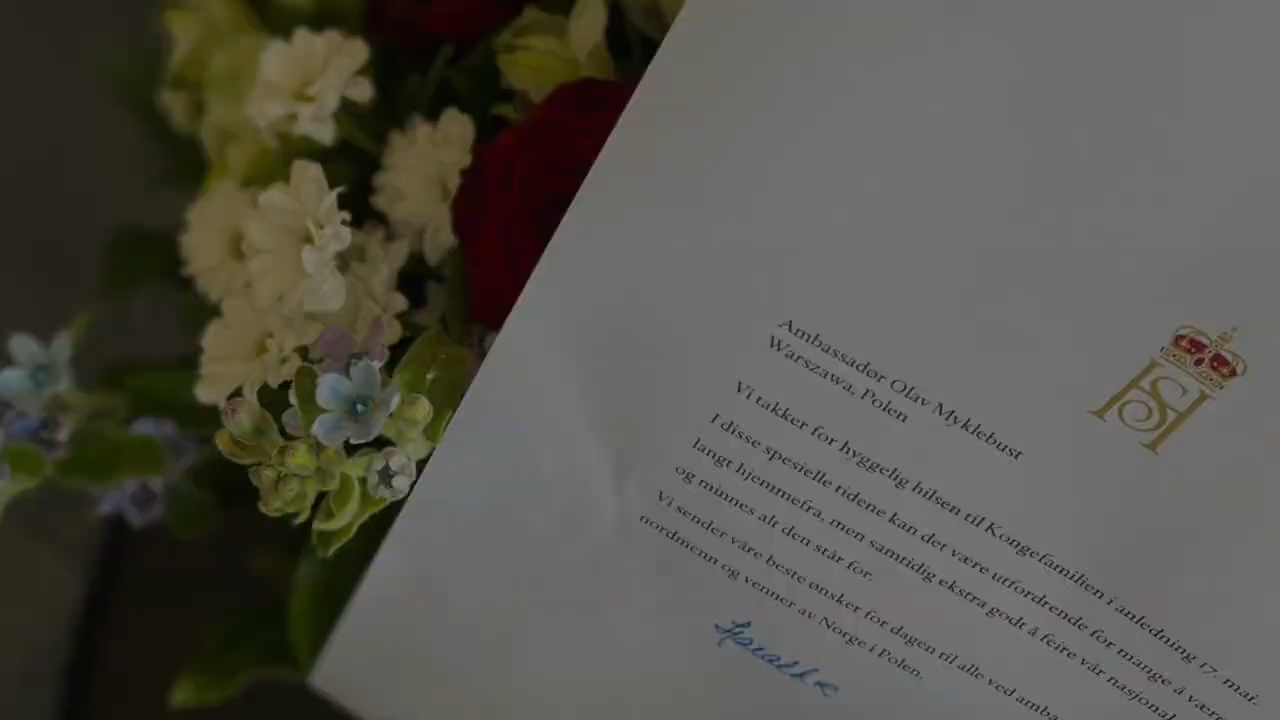 Ambassadør Olav Myklebust
Warszawa, Polen
Vi takker for hyggelig hilsen til Kongefamilien i anledning 17. mai.
I disse spesielle tidene kan det være utfordrende for mange å være
langt hjemmefra, men samtidig ekstra godt å feire vår nasjonal
og minnes alt den står for.
Vi sender våre beste ønsker for dagen til alle ved amba
nordmenn og venner av Norge i Polen.
Harald R